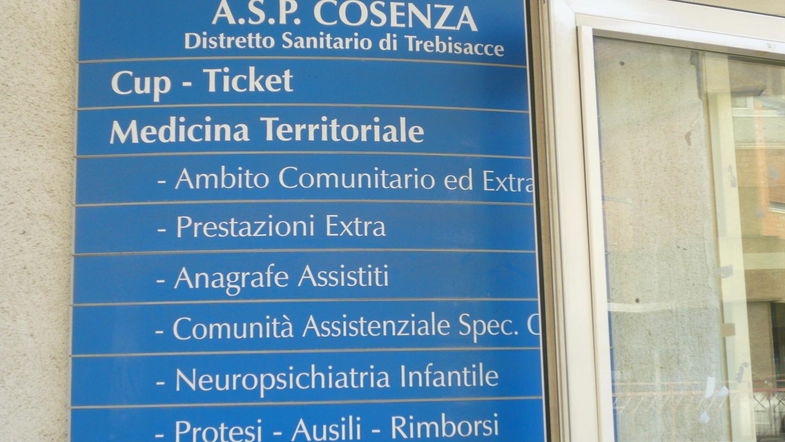 A.S.P. COSENZA
Distretto Sanitario di Trebisacce
Cup - Ticket
Medicina Territoriale
- Ambito Comunitario ed Extra
- Prestazioni Extra
- Anagrafe Assistiti
- Comunità Assistenziale Spec.
- Neuropsichiatria Infantile
- Protesi - Ausili - Rimborsi